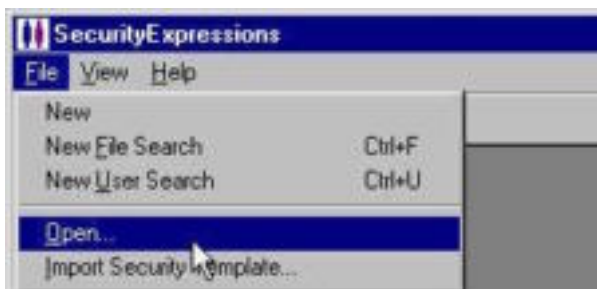 SecurityExpressions
File View Help
New
New File Search Ctrl+F
New User Search Ctrl+U
Open...
Import Security Template...